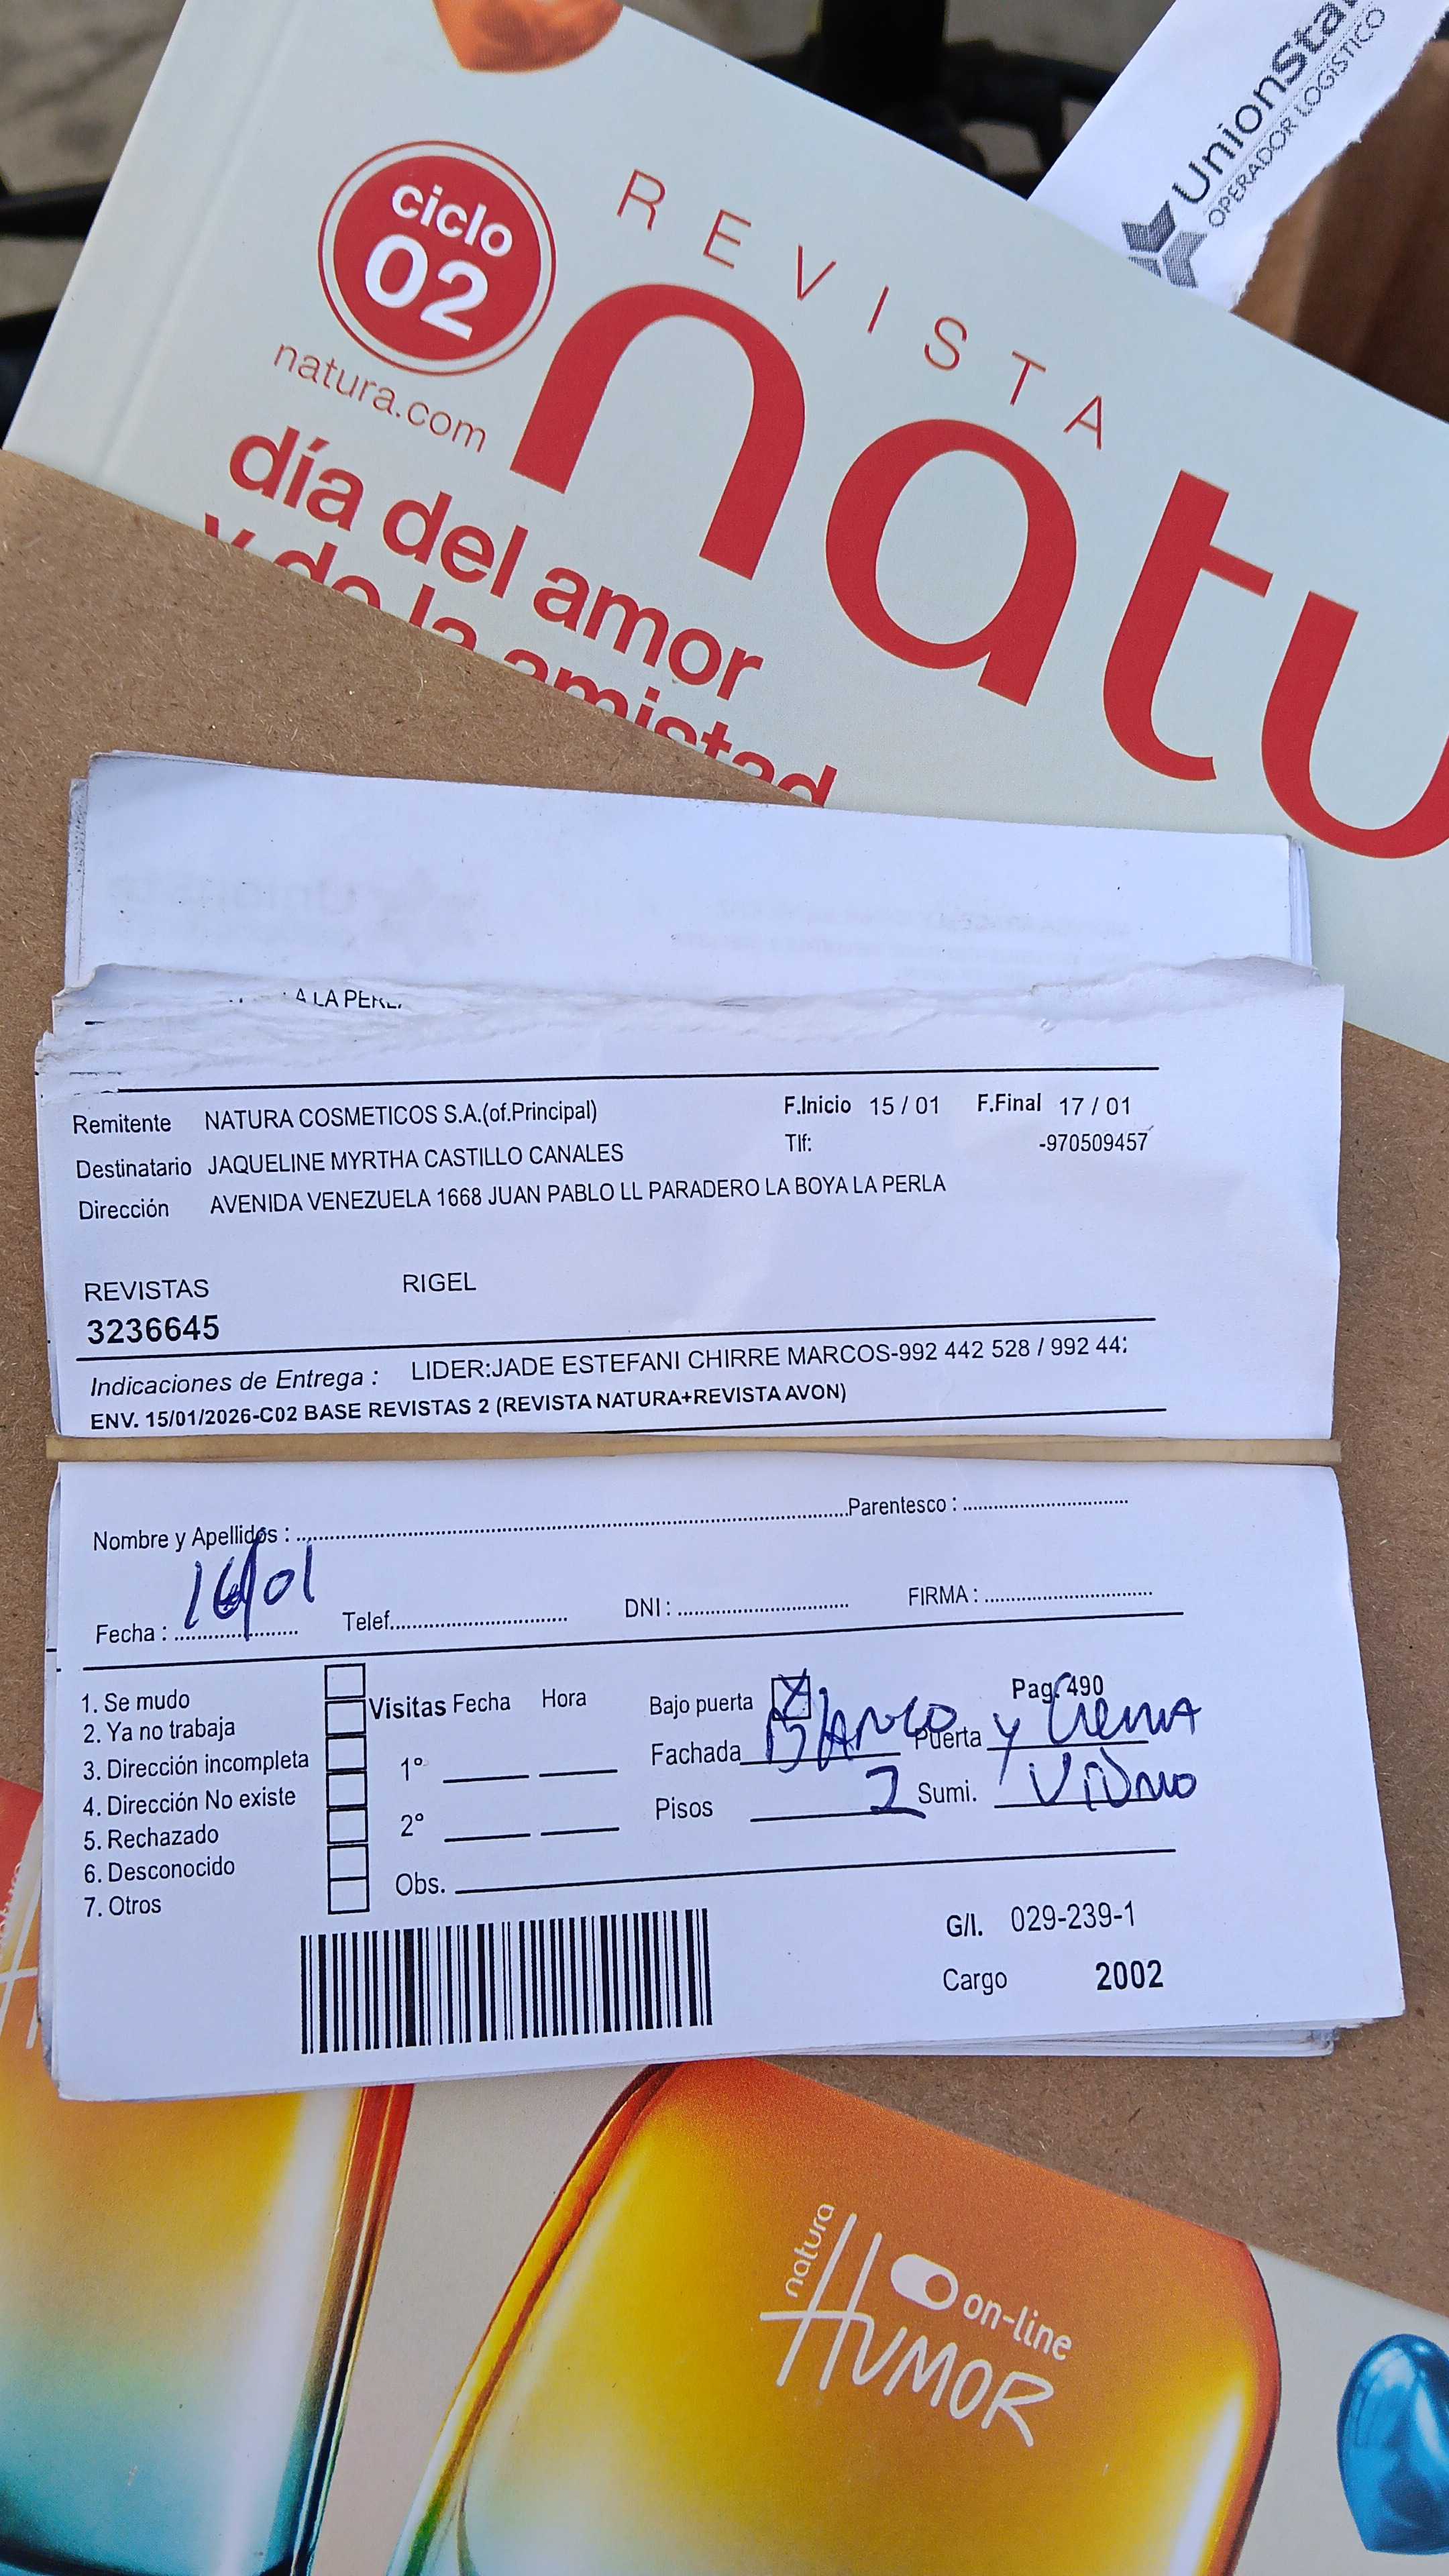 UnionSta
OPERADOR LOGÍSTICO
REVISTA
ciclo
02
natura.com
natu
día del amor
y de la amistad
A LA PERL
Remitente NATURA COSMETICOS S.A.(of.Principal) F.Inicio 15 / 01 F.Final 17 / 01
Destinatario JAQUELINE MYRTHA CASTILLO CANALES Tlf: -970509457
Dirección AVENIDA VENEZUELA 1668 JUAN PABLO LL PARADERO LA BOYA LA PERLA
REVISTAS RIGEL
3236645
Indicaciones de Entrega : LIDER:JADE ESTEFANI CHIRRE MARCOS-992 442 528 / 992 44
ENV. 15/01/2026-C02 BASE REVISTAS 2 (REVISTA NATURA+REVISTA AVON)
Nombre y Apellidos : Parentesco :
Fecha : 16/01 Telef. DNI : FIRMA :
1. Se mudo
2. Ya no trabaja
3. Dirección incompleta
4. Dirección No existe
5. Rechazado
6. Desconocido
7. Otros
Visitas Fecha Hora
1°
2°
Obs.
Bajo puerta Pag. 490
Fachada Blanco Puerta y Crema
Pisos 2 Sumi. Vidrio
G/I. 029-239-1
Cargo 2002
natura
HUMOR
on-line